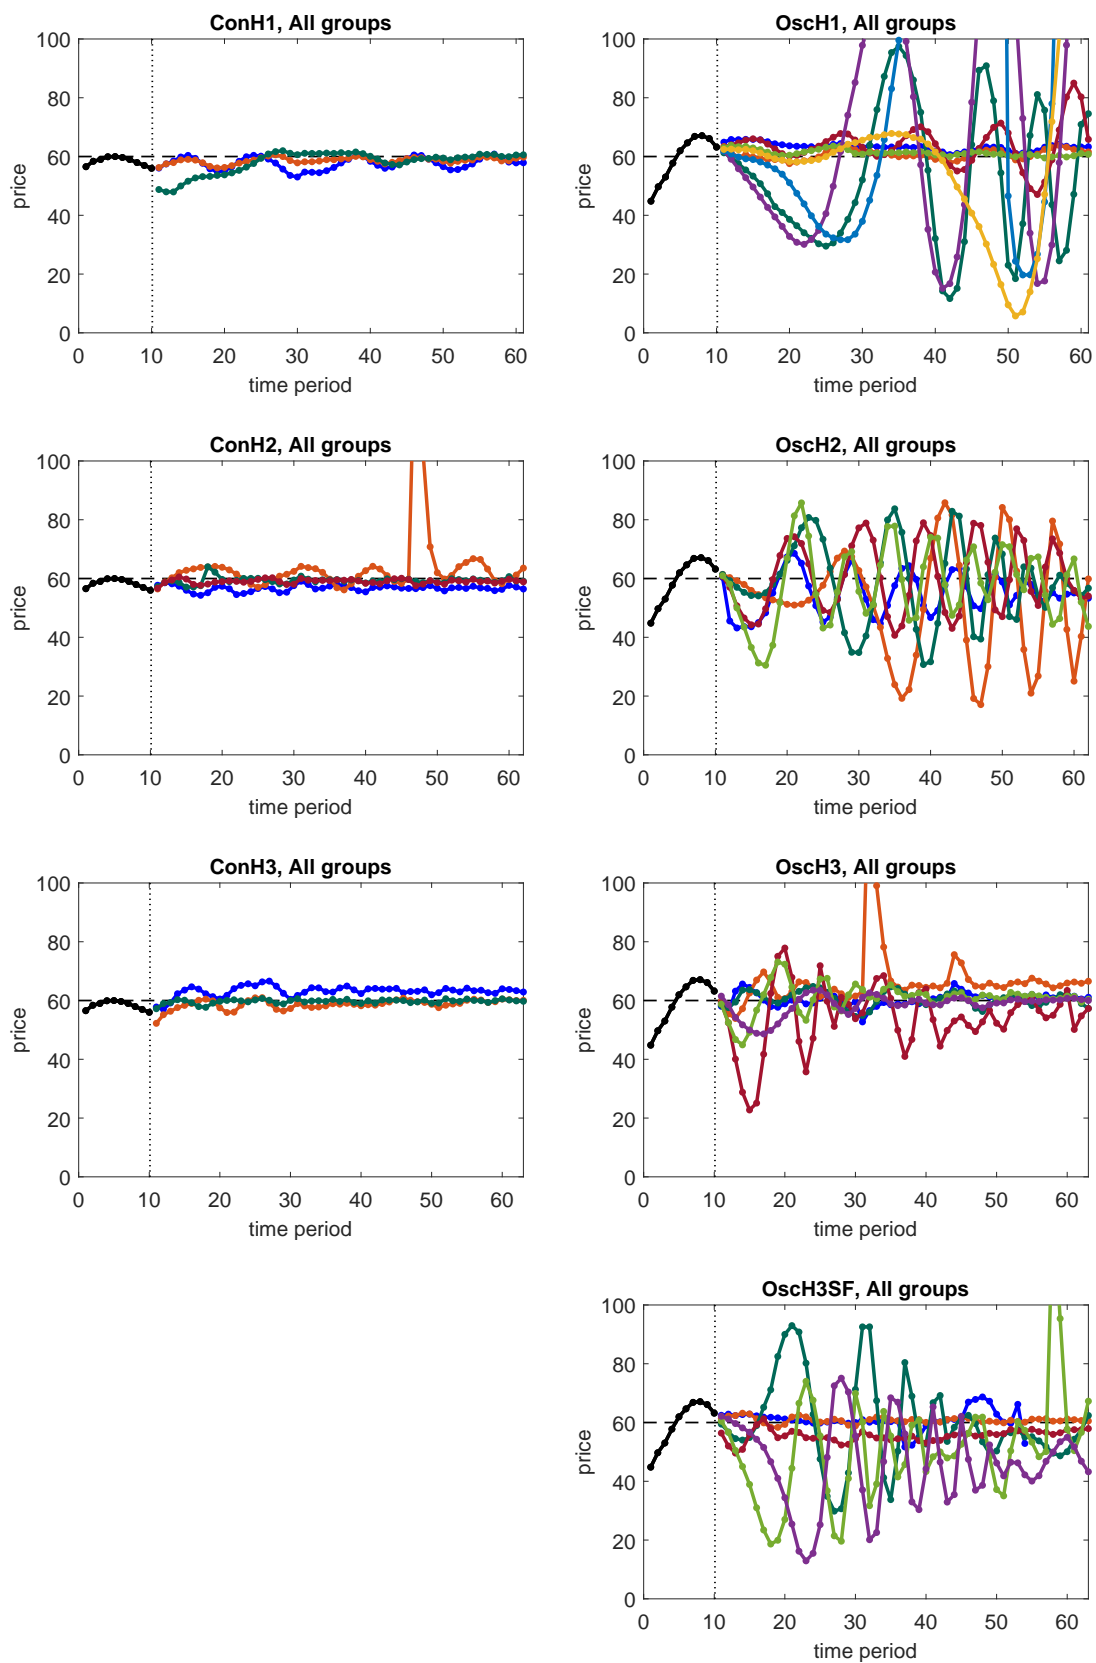 ConH1, All groups
100
80
60
40
20
0
price
0 10 20 30 40 50 60
time period
OscH1, All groups
100
80
60
40
20
0
price
0 10 20 30 40 50 60
time period
ConH2, All groups
100
80
60
40
20
0
price
0 10 20 30 40 50 60
time period
OscH2, All groups
100
80
60
40
20
0
price
0 10 20 30 40 50 60
time period
ConH3, All groups
100
80
60
40
20
0
price
0 10 20 30 40 50 60
time period
OscH3, All groups
100
80
60
40
20
0
price
0 10 20 30 40 50 60
time period
OscH3SF, All groups
100
80
60
40
20
0
price
0 10 20 30 40 50 60
time period